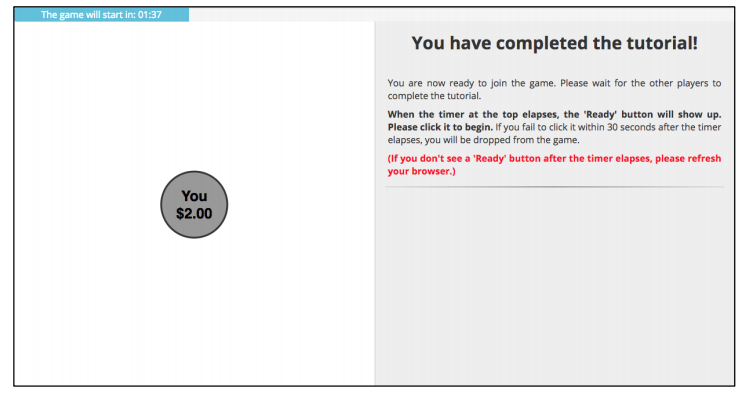 The game will start in: 01:37
You have completed the tutorial!
You are now ready to join the game. Please wait for the other players to
complete the tutorial.
When the timer at the top elapses, the 'Ready' button will show up.
Please click it to begin. If you fail to click it within 30 seconds after the timer
elapses, you will be dropped from the game.
(If you don't see a 'Ready' button after the timer elapses, please refresh
your browser.)
You
$2.00